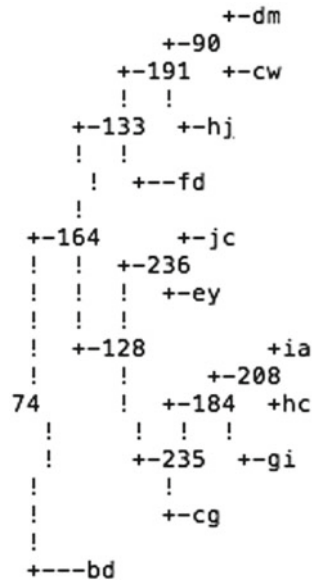 +-dm
+-90
+-191 +-cw
! !
+-133 +-hj
! !
! +--fd
!
+-164 +-jc
! ! +-236
! ! ! +-ey
! ! !
! +-128 +ia
! ! +-208
74 ! +-184 +hc
! ! ! !
! +-235 +-gi
! !
! +-cg
!
+---bd